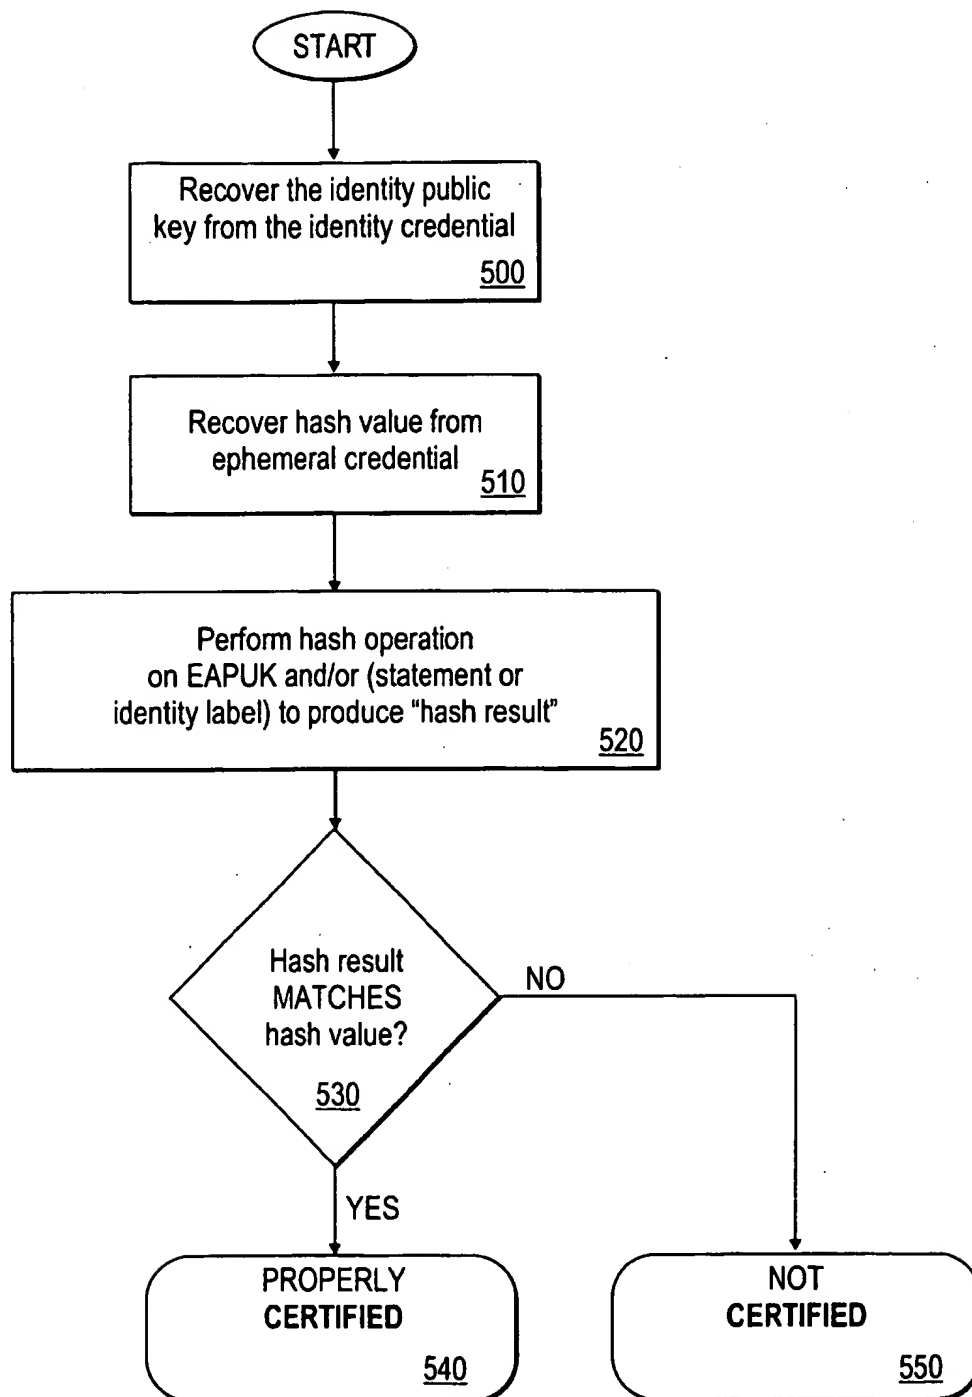 START
Recover the identity public
key from the identity credential
500
Recover hash value from
ephemeral credential
510
Perform hash operation
on EAPUK and/or (statement or
identity label) to produce “hash result”
520
Hash result
MATCHES
hash value?
530
NO
YES
PROPERLY
CERTIFIED
540
NOT
CERTIFIED
550